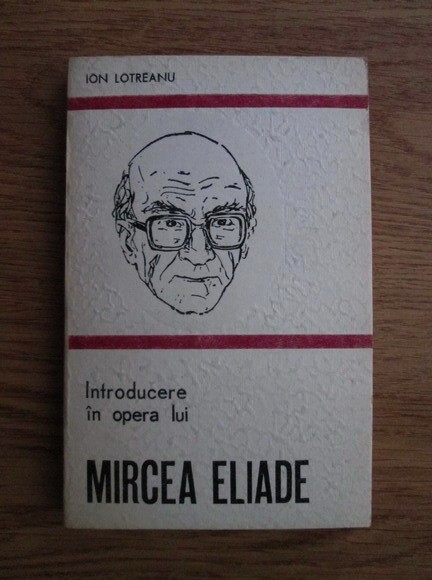 ION LOTREANU
Introducere
în opera lui
MIRCEA ELIADE